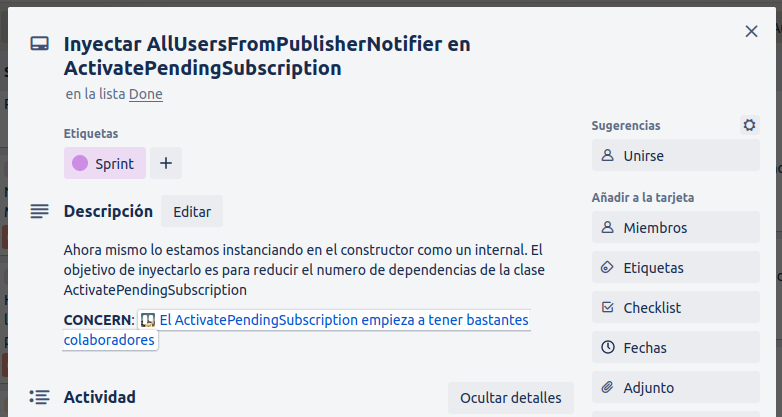 Inyectar AllUsersFromPublisherNotifier en
ActivatePendingSubscription
en la lista Done
Etiquetas
Sprint
+
Descripción
Editar
Ahora mismo lo estamos instanciando en el constructor como un internal. El
objetivo de inyectarlo es para reducir el numero de dependencias de la clase
ActivatePendingSubscription
CONCERN: El ActivatePendingSubscription empieza a tener bastantes
colaboradores
Actividad
Ocultar detalles
Sugerencias
Unirse
Añadir a la tarjeta
Miembros
Etiquetas
Checklist
Fechas
Adjunto